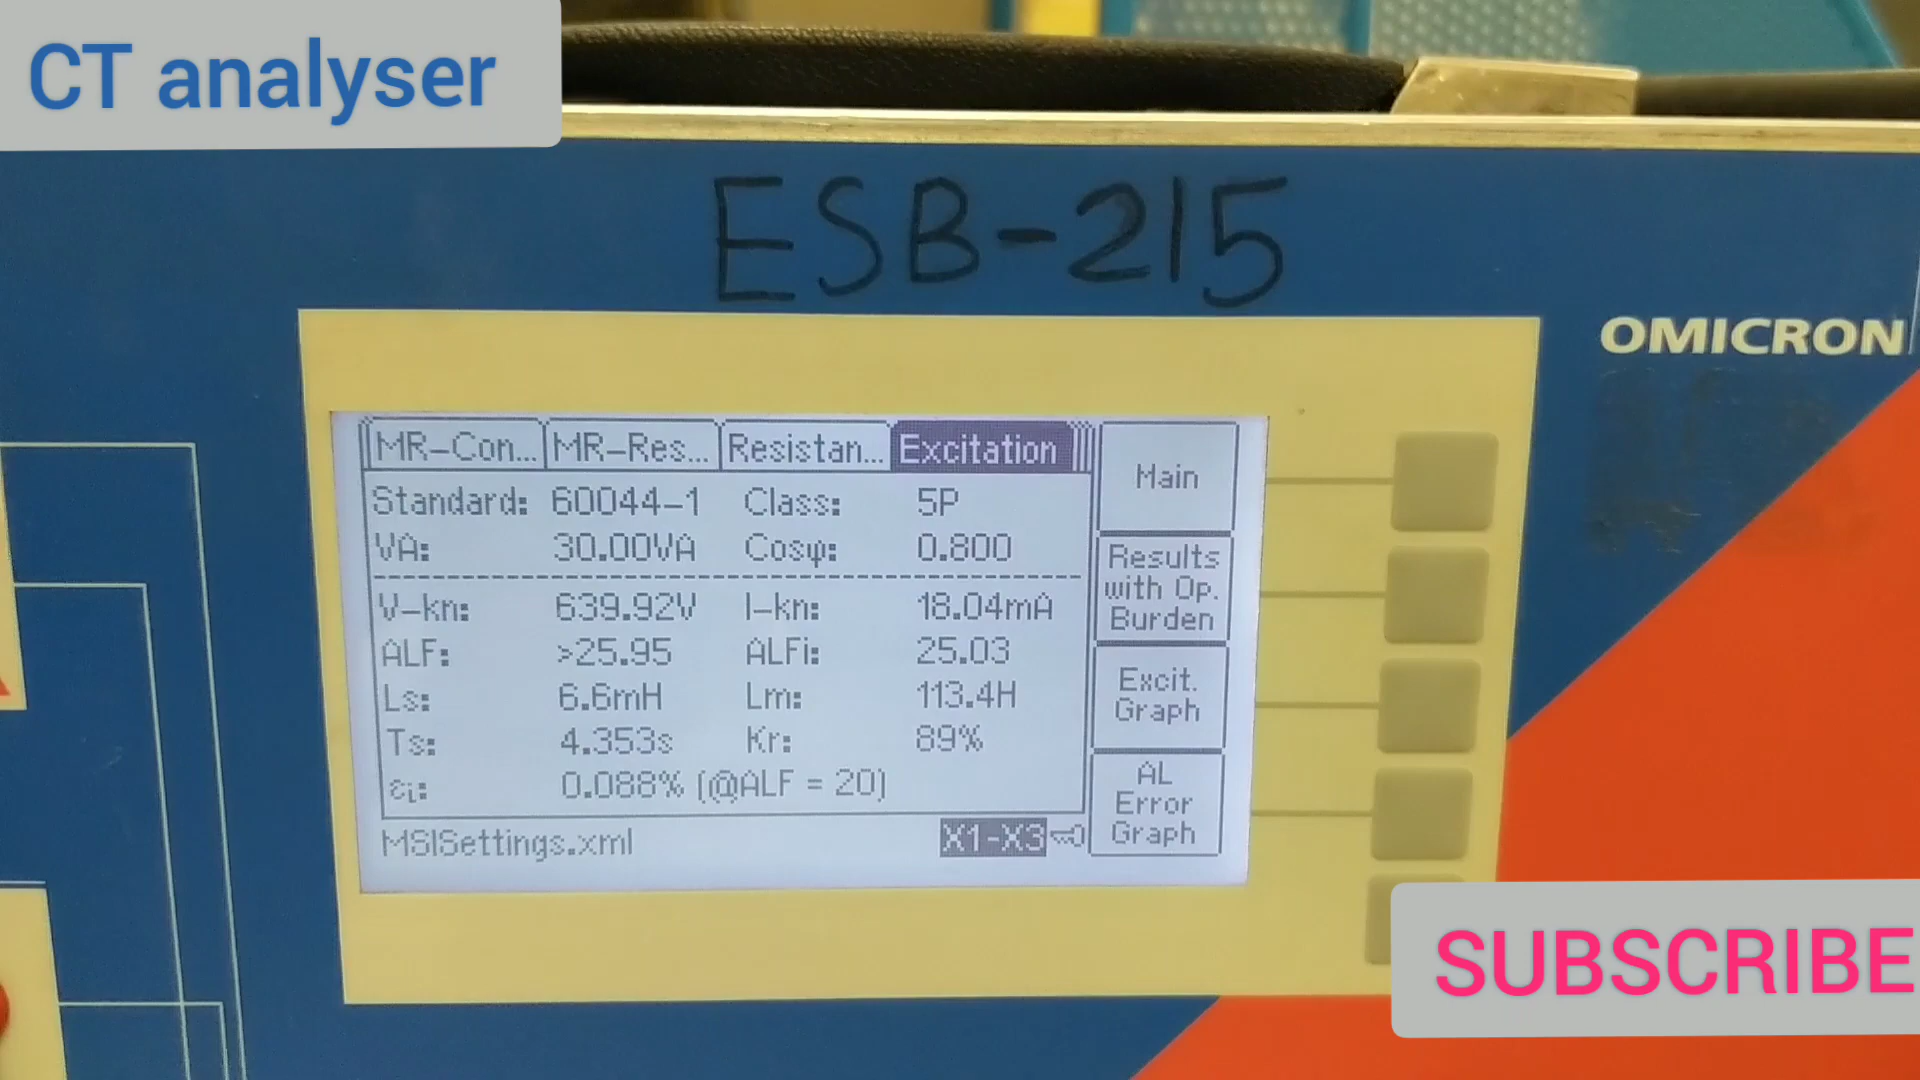 CT analyser
ESB-215
OMICRON
MR-Con... MR-Res... Resistan... Excitation
Main
Standard: 60044-1 Class: 5P
VA: 30.00VA Cosφ: 0.800
Results
with Op.
Burden
V-kn: 639.92V I-kn: 18.04mA
ALF: >25.95 ALFi: 25.03
Ls: 6.6mH Lm: 113.4H
Excit.
Graph
Ts: 4.353s Kr: 89%
εi: 0.088% (@ALF = 20)
AL
Error
Graph
MSISettings.xml X1-X3
SUBSCRIBE